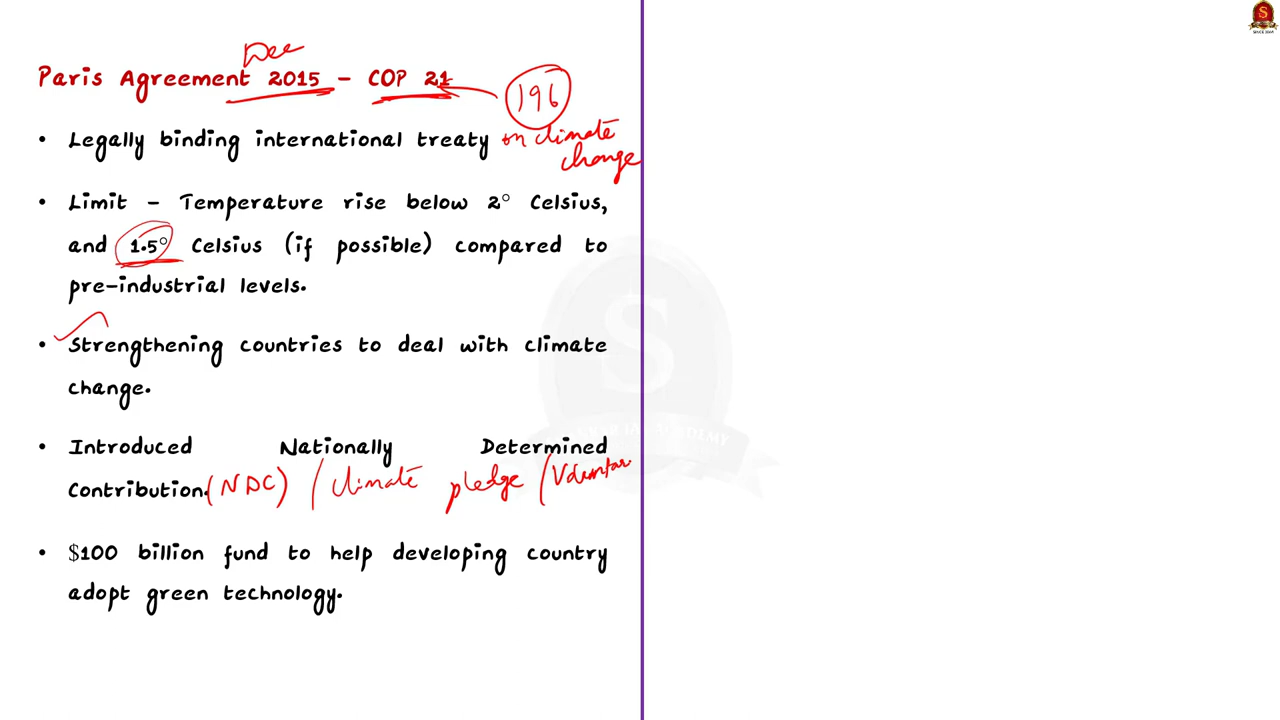 Dec
Paris Agreement 2015 - COP 21
196
• Legally binding international treaty on climate
change
• Limit - Temperature rise below 2° Celsius,
and 1.5° Celsius (if possible) compared to
pre-industrial levels.
• Strengthening countries to deal with climate
change.
• Introduced Nationally Determined
Contribution. (NDC) / climate pledge / Voluntar
• $100 billion fund to help developing country
adopt green technology.
S